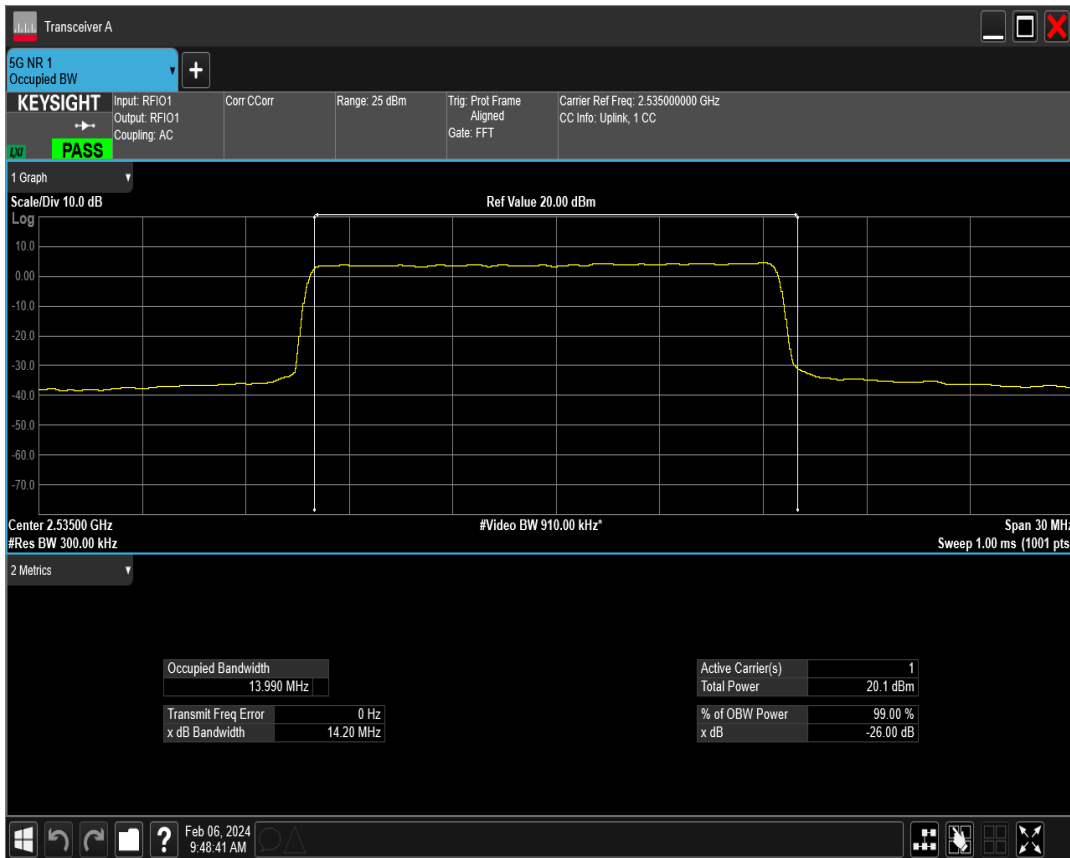 Transceiver A
5G NR 1
Occupied BW
+
KEYSIGHT
LXI
PASS
Input: RFIO1
Output: RFIO1
Coupling: AC
Corr CCorr
Range: 25 dBm
Trig: Prot Frame
Aligned
Gate: FFT
Carrier Ref Freq: 2.535000000 GHz
CC Info: Uplink, 1 CC
1 Graph
Scale/Div 10.0 dB
Ref Value 20.00 dBm
Log
10.0
0.00
-10.0
-20.0
-30.0
-40.0
-50.0
-60.0
-70.0
Center 2.53500 GHz
#Video BW 910.00 kHz*
Span 30 MHz
#Res BW 300.00 kHz
Sweep 1.00 ms (1001 pts
2 Metrics
Occupied Bandwidth
13.990 MHz
Transmit Freq Error 0 Hz
x dB Bandwidth 14.20 MHz
Active Carrier(s) 1
Total Power 20.1 dBm
% of OBW Power 99.00 %
x dB -26.00 dB
?
Feb 06, 2024
9:48:41 AM